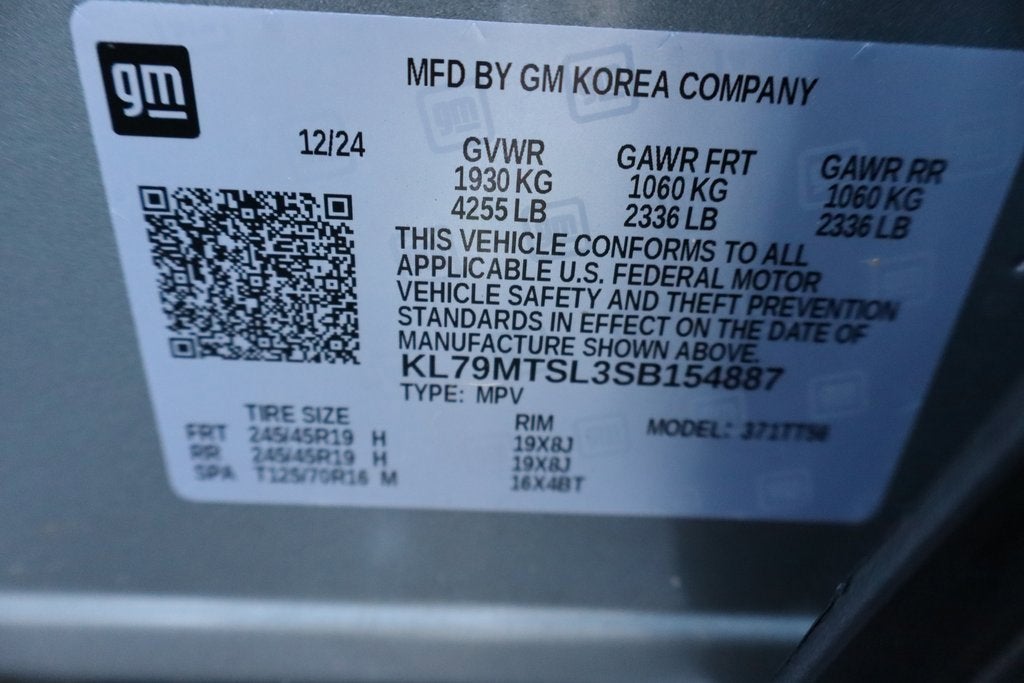 gm
MFD BY GM KOREA COMPANY
12/24
GVWR
1930 KG
4255 LB
GAWR FRT
1060 KG
2336 LB
GAWR RR
1060 KG
2336 LB
THIS VEHICLE CONFORMS TO ALL
APPLICABLE U.S. FEDERAL MOTOR
VEHICLE SAFETY AND THEFT PREVENTION
STANDARDS IN EFFECT ON THE DATE OF
MANUFACTURE SHOWN ABOVE.
KL79MTSL3SB154887
TYPE: MPV
TIRE SIZE
RIM
MODEL:
FRT 245/45R19 H 19X8J
RR 245/45R19 H 19X8J
SPA T125/70R16 M 16X4BT